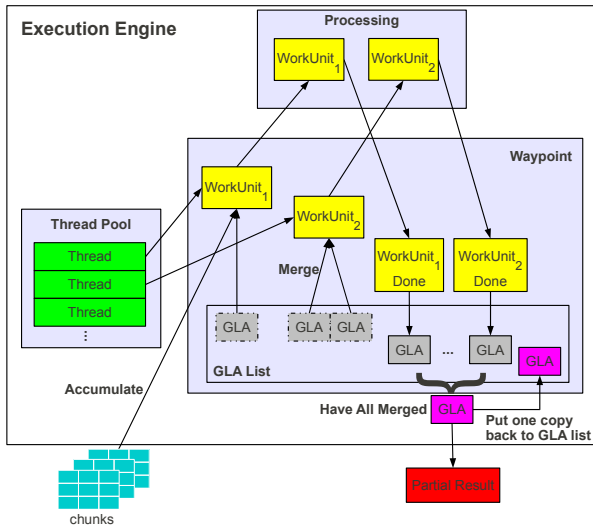 Execution Engine
Processing
WorkUnit1
WorkUnit2
Waypoint
WorkUnit1
WorkUnit2
Thread Pool
Thread
Thread
Thread
⋮
Merge
WorkUnit1
Done
WorkUnit2
Done
GLA
GLA
GLA
GLA
...
GLA
GLA
GLA List
Accumulate
Have All Merged
GLA
Put one copy
back to GLA list
Partial Result
chunks